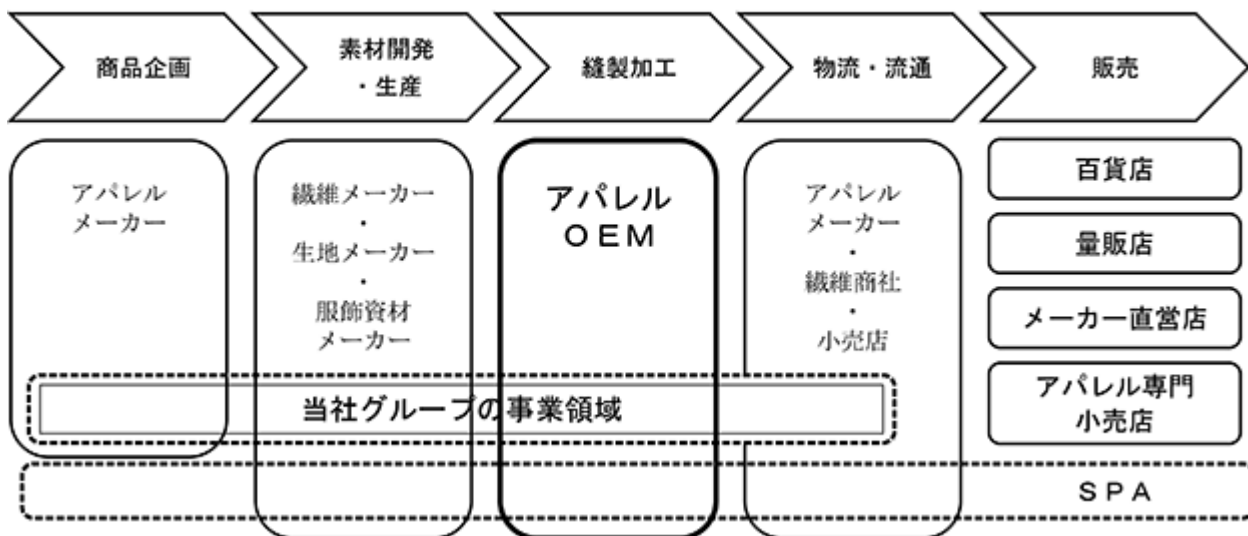 商品企画
素材開発
・生産
縫製加工
物流・流通
販売
アパレル
メーカー
繊維メーカー
・
生地メーカー
・
服飾資材
メーカー
アパレル
ＯＥＭ
アパレル
メーカー
・
繊維商社
・
小売店
百貨店
量販店
メーカー直営店
アパレル専門
小売店
当社グループの事業領域
ＳＰＡ